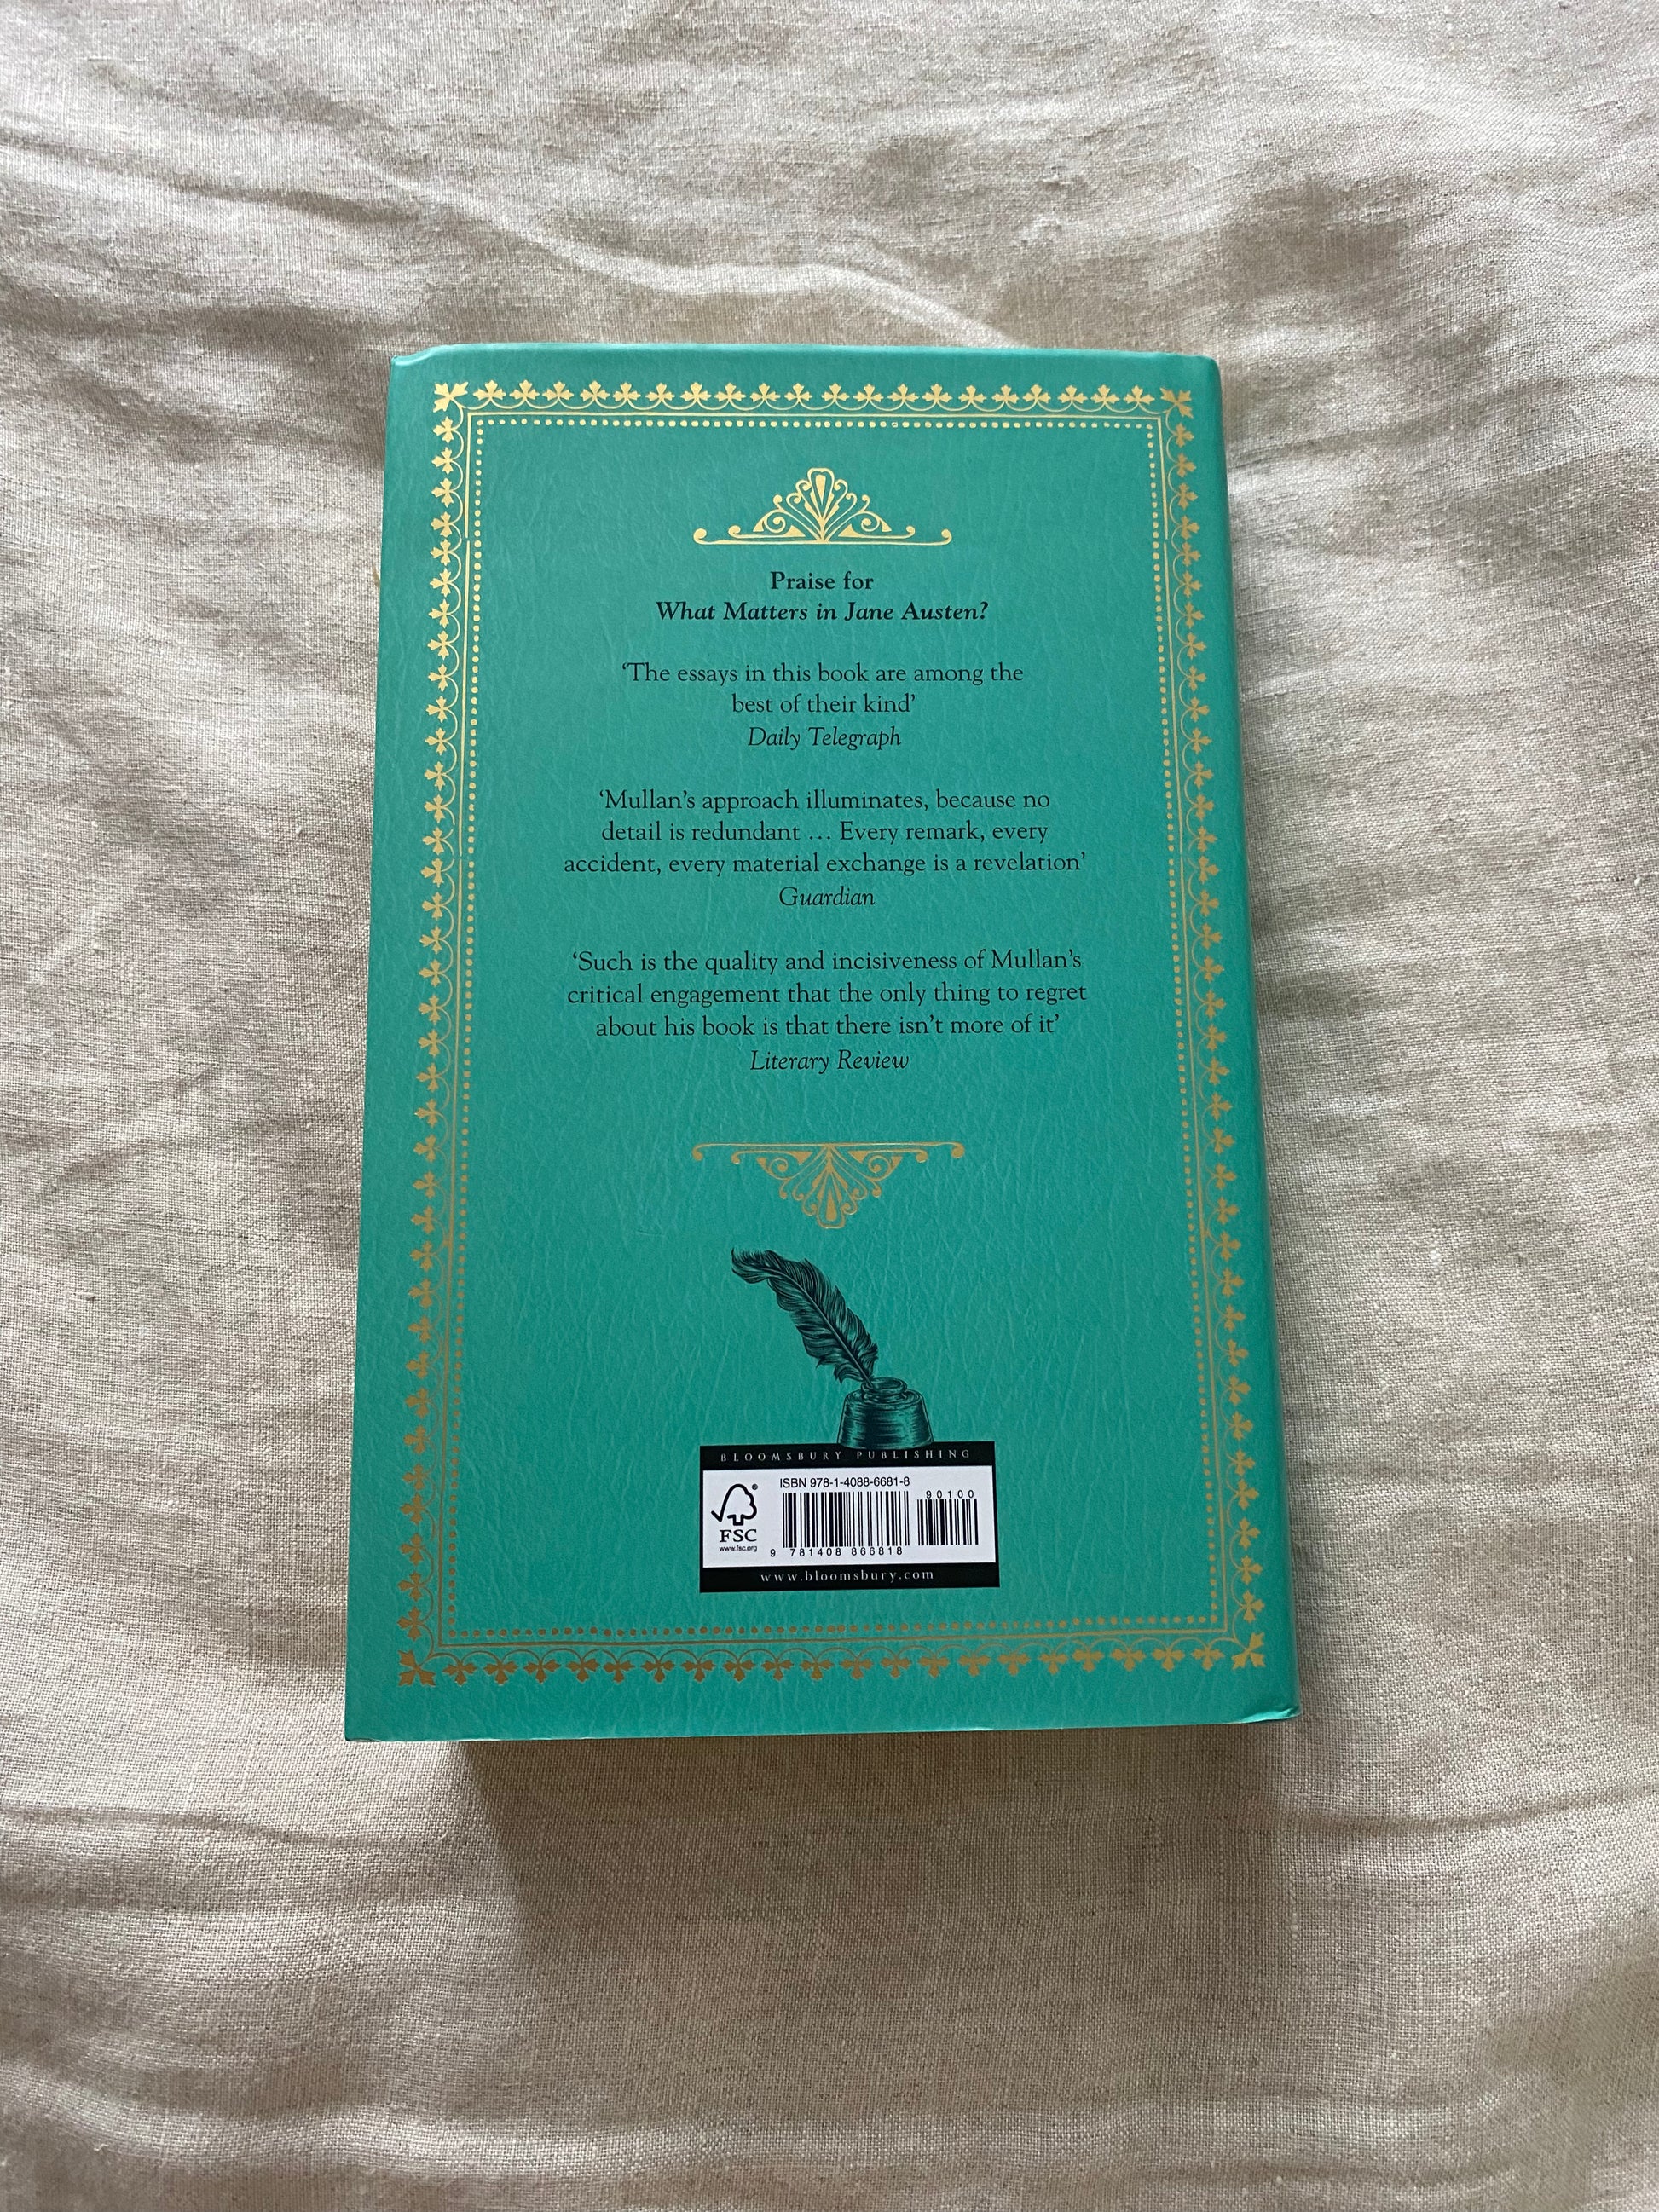 Praise for
What Matters in Jane Austen?
‘The essays in this book are among the
best of their kind’
Daily Telegraph
‘Mullan’s approach illuminates, because no
detail is redundant … Every remark, every
accident, every material exchange is a revelation’
Guardian
‘Such is the quality and incisiveness of Mullan’s
critical engagement that the only thing to regret
about his book is that there isn’t more of it’
Literary Review
BLOOMSBURY PUBLISHING
ISBN 978-1-4088-6681-8
90100
®
FSC
www.fsc.org
9 781408 866818
www.bloomsbury.com